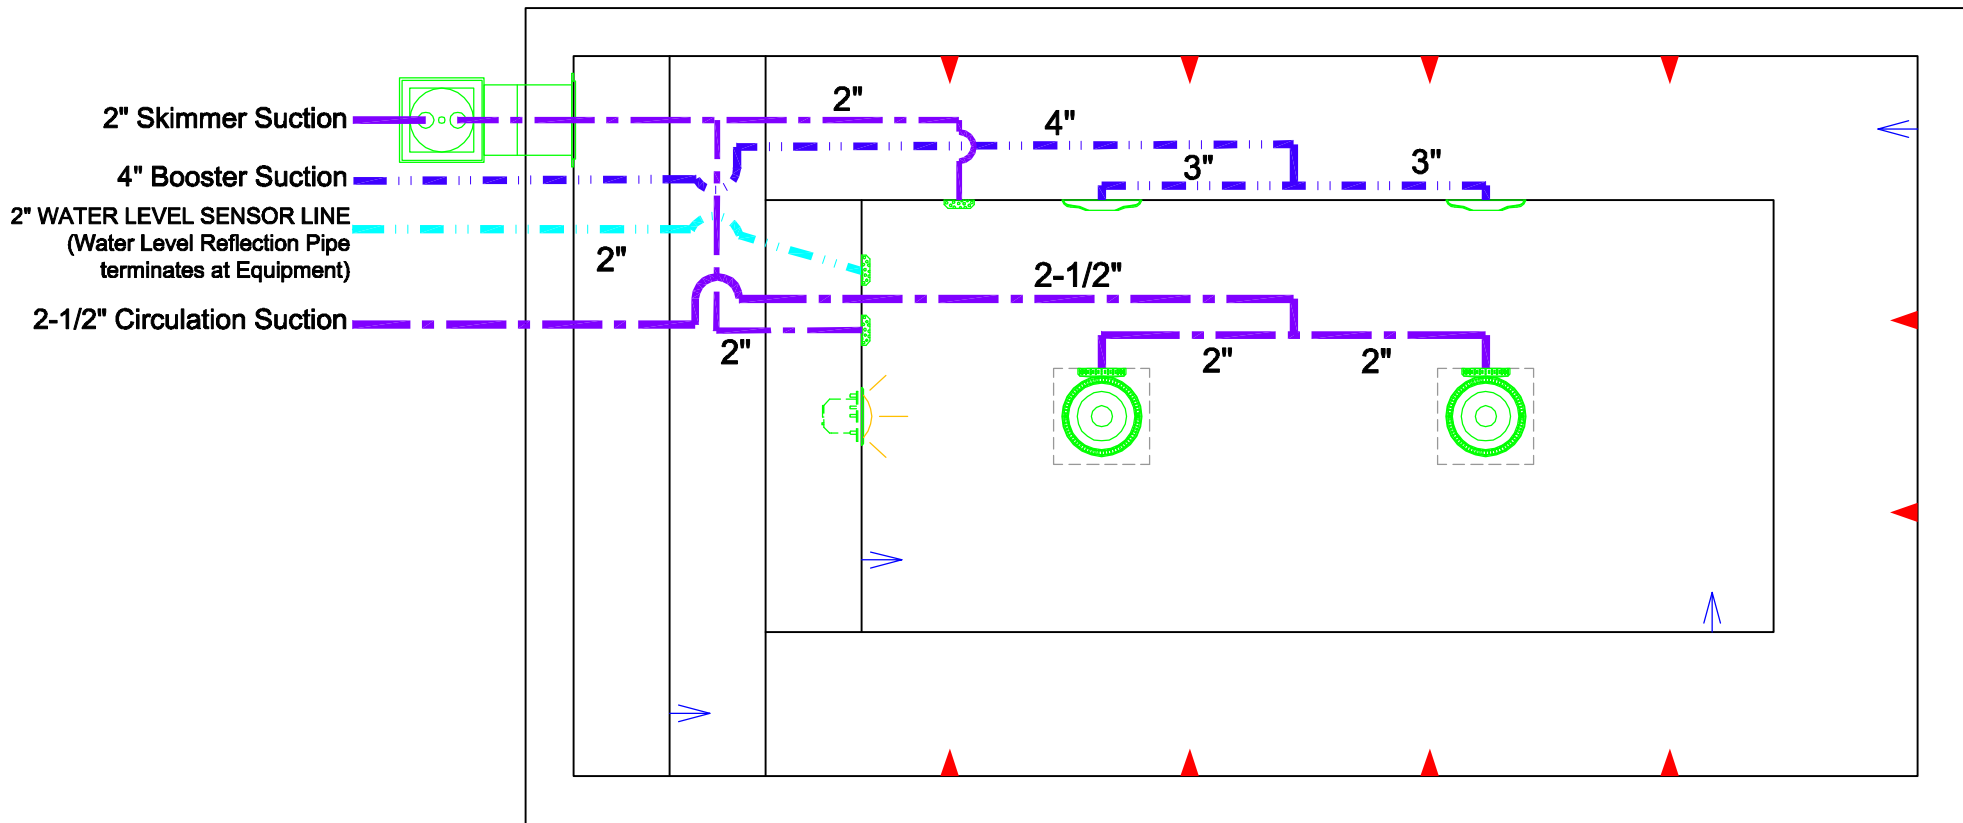 2" Skimmer Suction
2"
4"
4" Booster Suction
3"
3"
2" WATER LEVEL SENSOR LINE
(Water Level Reflection Pipe
terminates at Equipment)
2"
2-1/2"
2-1/2" Circulation Suction
2"
2"
2"